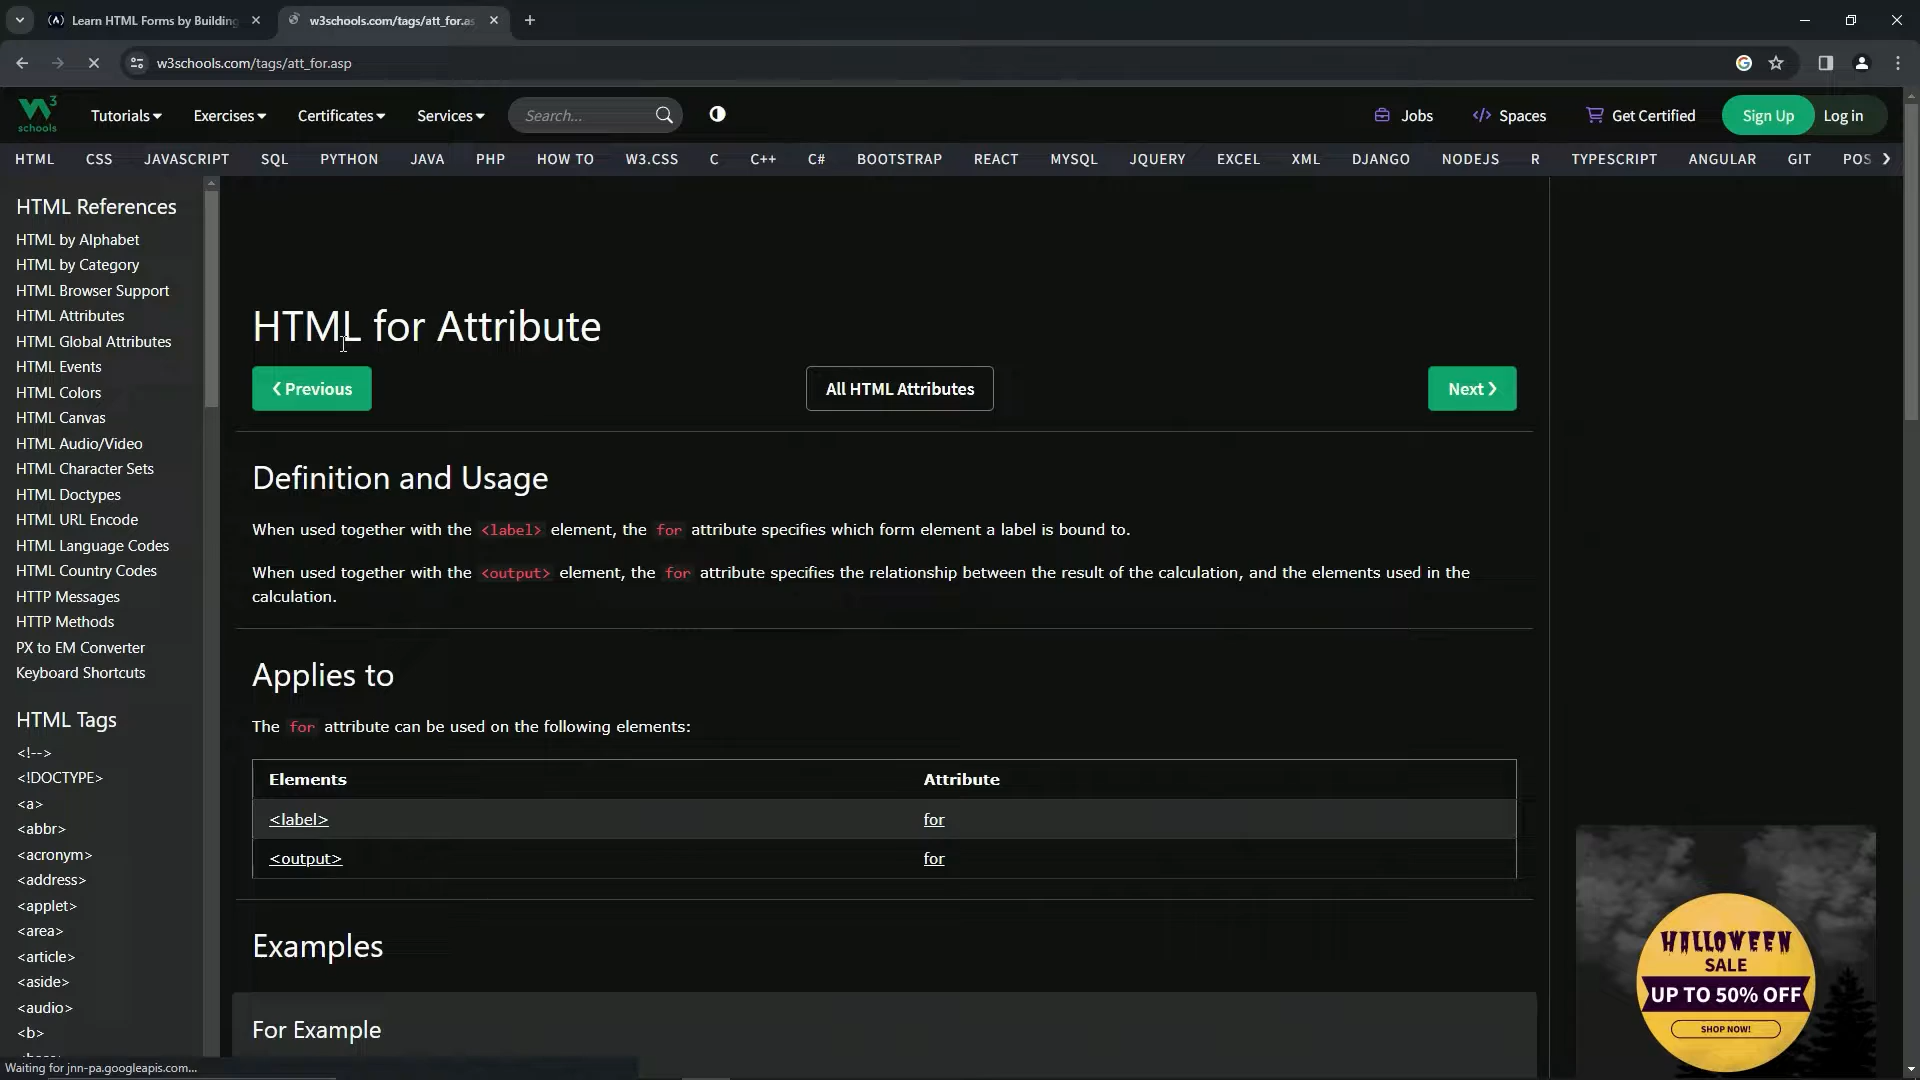 Learn HTML Forms by Building
w3schools.com/tags/att_for.as
w3schools.com/tags/att_for.asp
W3
schools
Tutorials
Exercises
Certificates
Services
Search...
Jobs
Spaces
Get Certified
Sign Up
Log in
HTML CSS JAVASCRIPT SQL PYTHON JAVA PHP HOW TO W3.CSS C C++ C# BOOTSTRAP REACT MYSQL JQUERY EXCEL XML DJANGO NODEJS R TYPESCRIPT ANGULAR GIT POS
HTML References
HTML by Alphabet
HTML by Category
HTML Browser Support
HTML Attributes
HTML Global Attributes
HTML Events
HTML Colors
HTML Canvas
HTML Audio/Video
HTML Character Sets
HTML Doctypes
HTML URL Encode
HTML Language Codes
HTML Country Codes
HTTP Messages
HTTP Methods
PX to EM Converter
Keyboard Shortcuts
HTML Tags
<!-->
<!DOCTYPE>
<a>
<abbr>
<acronym>
<address>
<applet>
<area>
<article>
<aside>
<audio>
<b>
HTML for Attribute
❮ Previous
All HTML Attributes
Next ❯
Definition and Usage
When used together with the <label> element, the for attribute specifies which form element a label is bound to.
When used together with the <output> element, the for attribute specifies the relationship between the result of the calculation, and the elements used in the
calculation.
Applies to
The for attribute can be used on the following elements:
Elements Attribute
<label> for
<output> for
Examples
For Example
HALLOWEEN
SALE
UP TO 50% OFF
SHOP NOW!
Waiting for jnn-pa.googleapis.com...